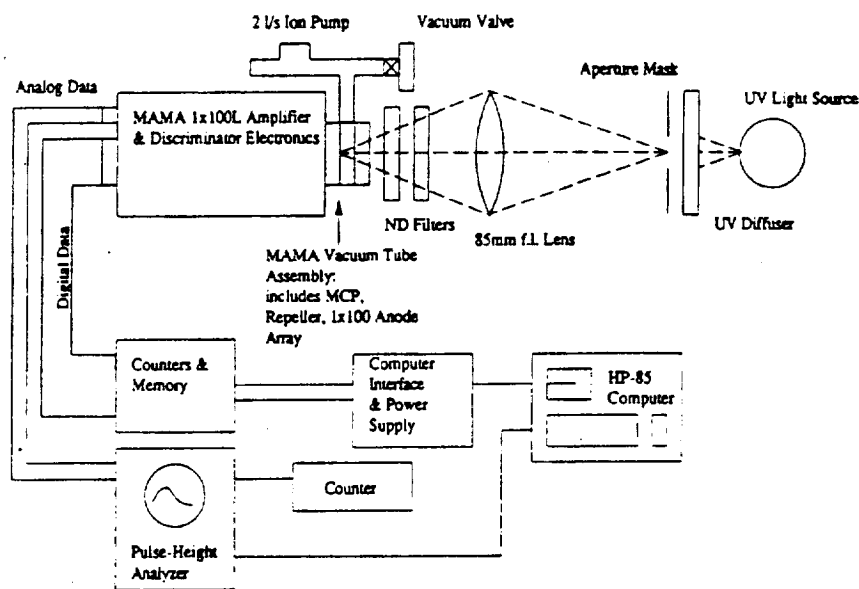 2 l/s Ion Pump
Vacuum Valve
Analog Data
Aperture Mask
MAMA 1x100L Amplifier
& Discriminator Electronics
UV Light Source
ND Filters
85mm f.l. Lens
UV Diffuser
MAMA Vacuum Tube
Assembly:
includes MCP,
Repeller, 1x100 Anode
Array
Digital Data
Counters &
Memory
Computer
Interface
& Power
Supply
HP-85
Computer
Counter
Pulse-Height
Analyzer